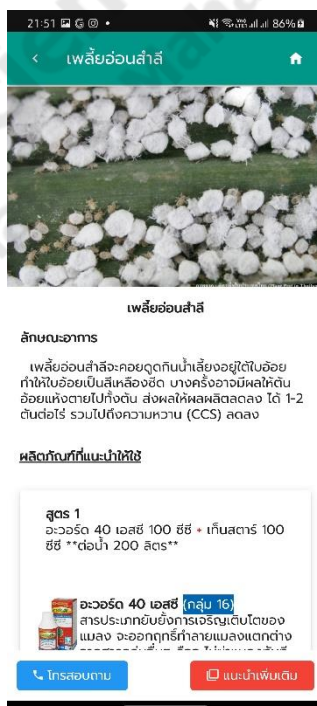 21:51
86%
เพลี้ยอ่อนสำลี
เพลี้ยอ่อนสำลี
ลักษณะอาการ
เพลี้ยอ่อนสำลีจะคอยดูดกินน้ำเลี้ยงอยู่ใต้ใบอ้อย
ทำให้ใบอ้อยเป็นสีเหลืองซีด บางครั้งอาจมีผลให้ต้น
อ้อยแห้งตายไปทั้งต้น ส่งผลให้ผลผลิตลดลง ได้ 1-2
ตันต่อไร่ รวมไปถึงความหวาน (CCS) ลดลง
ผลิตภัณฑ์ที่แนะนำให้ใช้
สูตร 1
อะวอร์ด 40 เอสซี 100 ซีซี + เก็นสตาร์ 100
ซีซี **ต่อน้ำ 200 ลิตร**
อะวอร์ด 40 เอสซี (กลุ่ม 16)
สารประเภทยับยั้งการเจริญเติบโตของ
แมลง จะออกฤทธิ์ทำลายแมลงแตกต่าง
โทรสอบถาม
แนะนำเพิ่มเติม